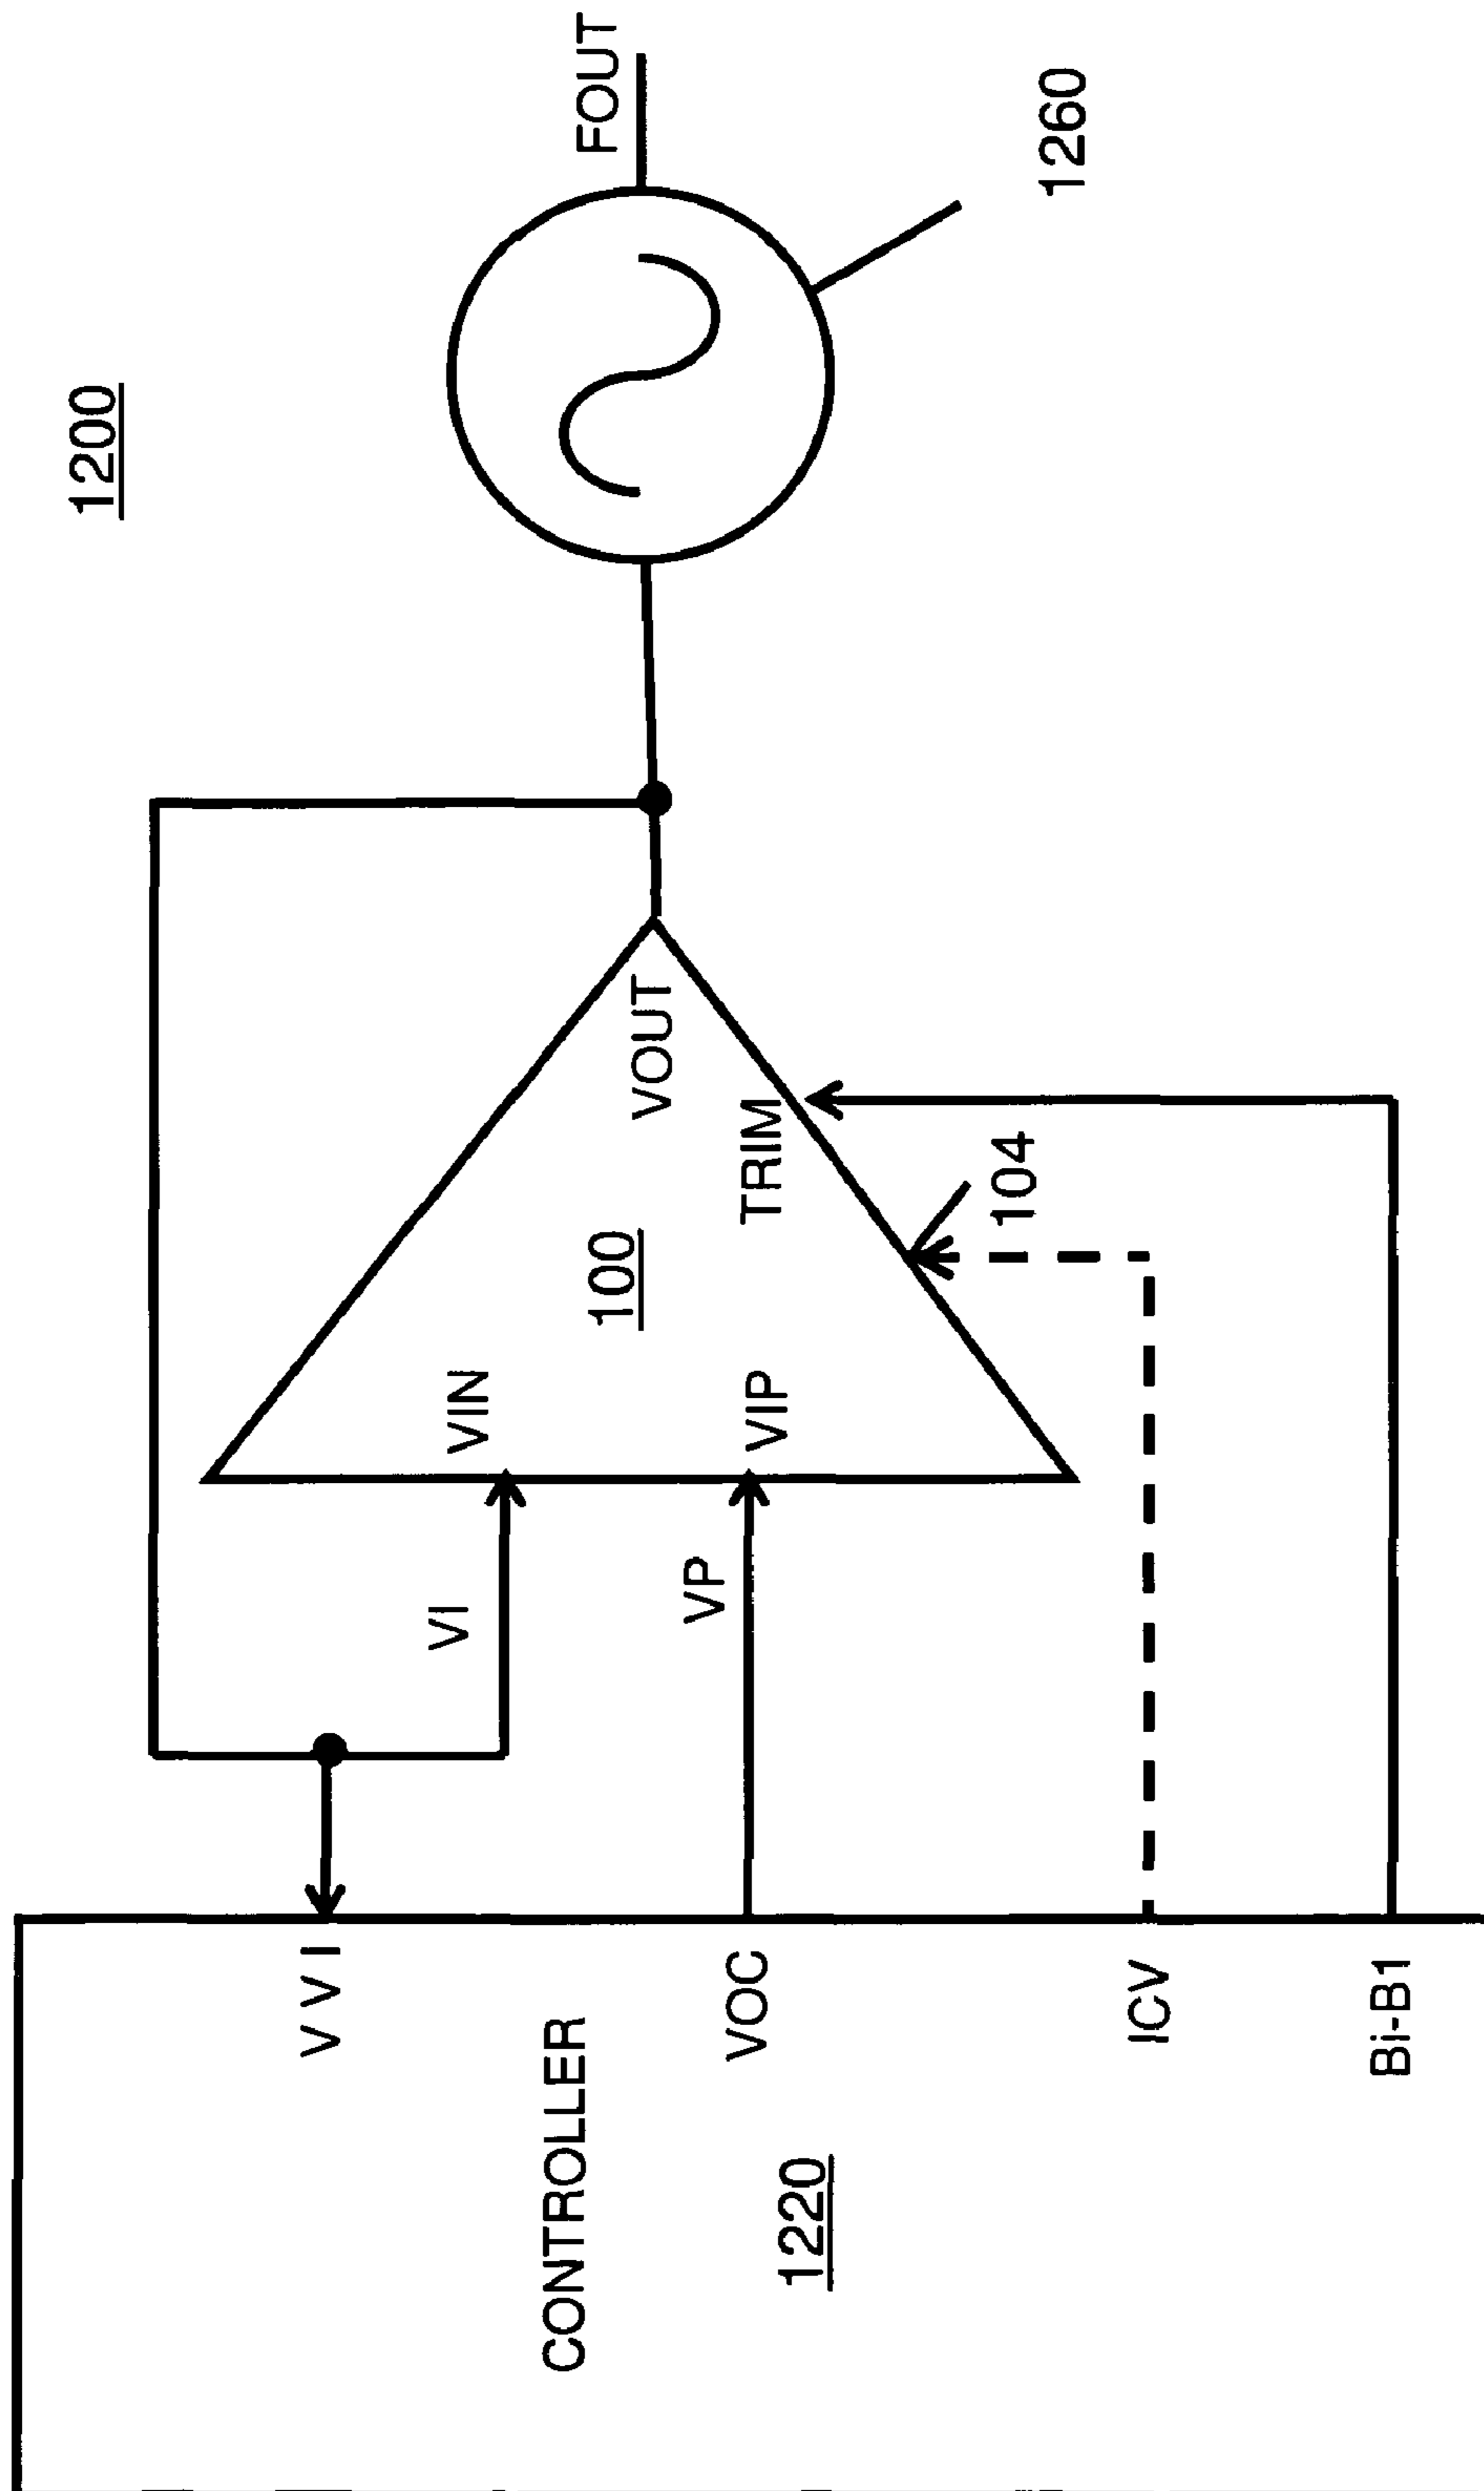 1200
FOUT
1260
VOUT
TRIM
104
100
VIN
VIP
VI
VP
V V I
CONTROLLER
VOC
1220
ICV
Bi-B1